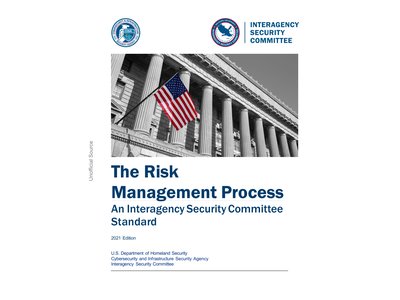 INTERAGENCY
SECURITY
COMMITTEE
Unofficial Source
The Risk
Management Process
An Interagency Security Committee
Standard
2021 Edition
U.S. Department of Homeland Security
Cybersecurity and Infrastructure Security Agency
Interagency Security Committee